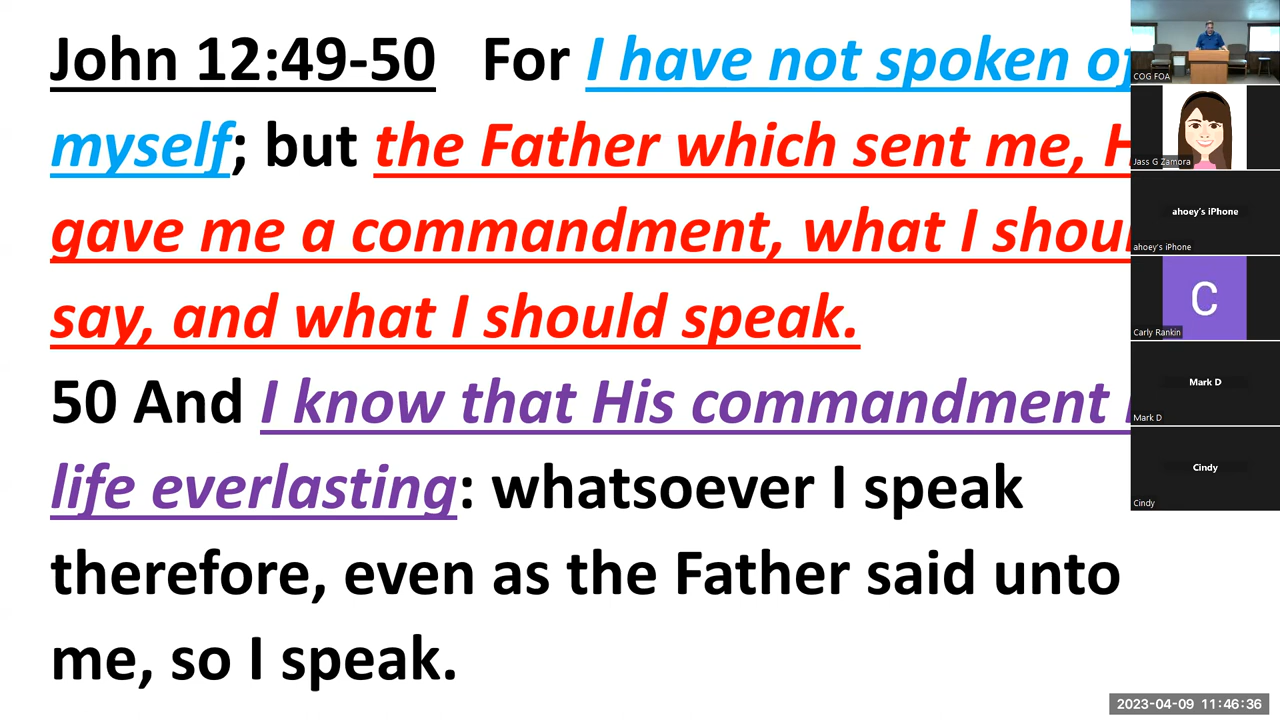 John 12:49-50 For I have not spoken of
myself; but the Father which sent me, H
gave me a commandment, what I shoul
say, and what I should speak.
50 And I know that His commandment
life everlasting: whatsoever I speak
therefore, even as the Father said unto
me, so I speak.
COG FOA
Jass G Zamora
ahoey's iPhone
ahoey's iPhone
C
Carly Rankin
Mark D
Mark D
Cindy
Cindy
2023-04-09 11:46:36